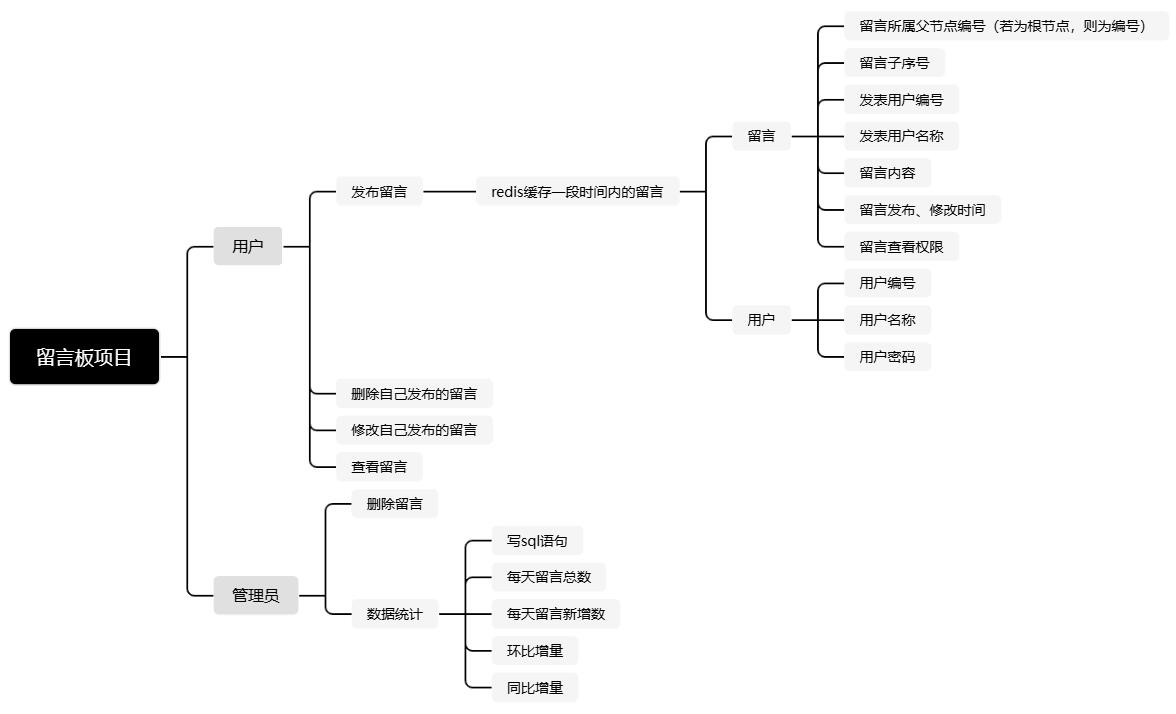 留言板项目
用户
发布留言
redis缓存一段时间内的留言
留言
留言所属父节点编号（若为根节点，则为编号）
留言子序号
发表用户编号
发表用户名称
留言内容
留言发布、修改时间
留言查看权限
用户
用户编号
用户名称
用户密码
删除自己发布的留言
修改自己发布的留言
查看留言
管理员
删除留言
数据统计
写sql语句
每天留言总数
每天留言新增数
环比增量
同比增量